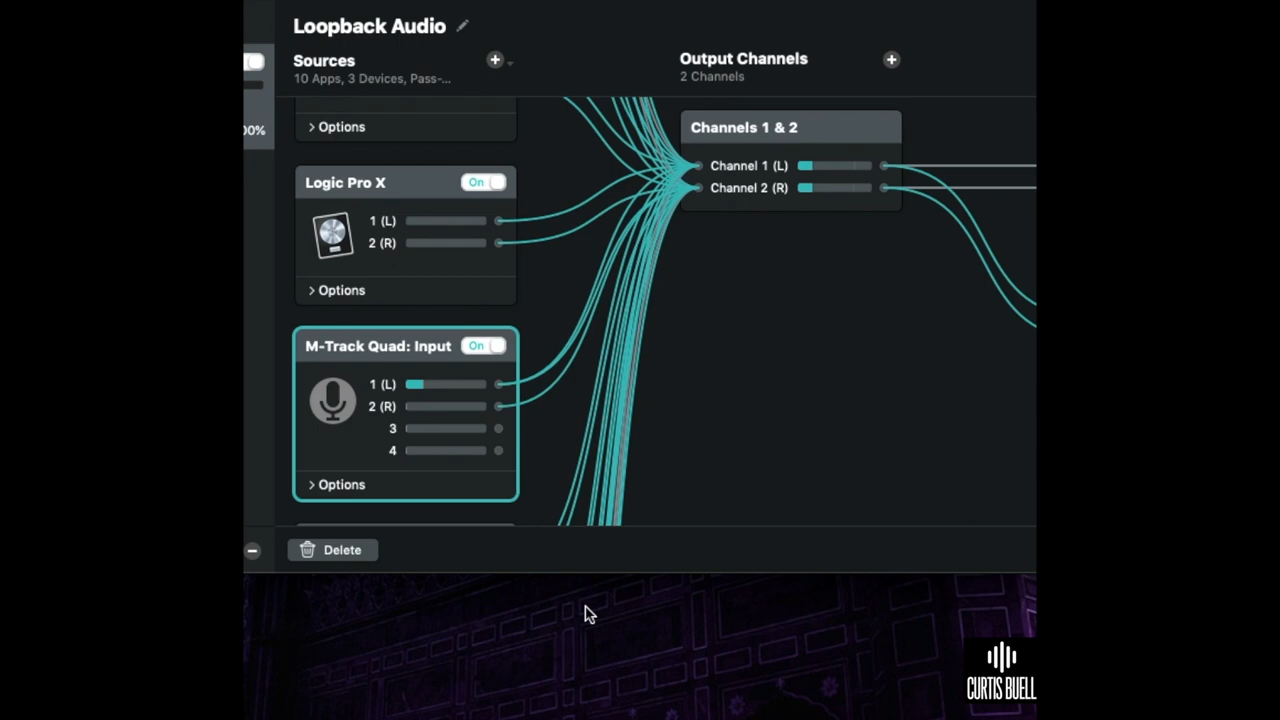 Loopback Audio
Sources
10 Apps, 3 Devices, Pass-...
Output Channels
2 Channels
00%
Options
Channels 1 & 2
Channel 1 (L)
Channel 2 (R)
Logic Pro X
On
1 (L)
2 (R)
Options
M-Track Quad: Input
On
1 (L)
2 (R)
3
4
Options
Delete
CURTIS BUELL